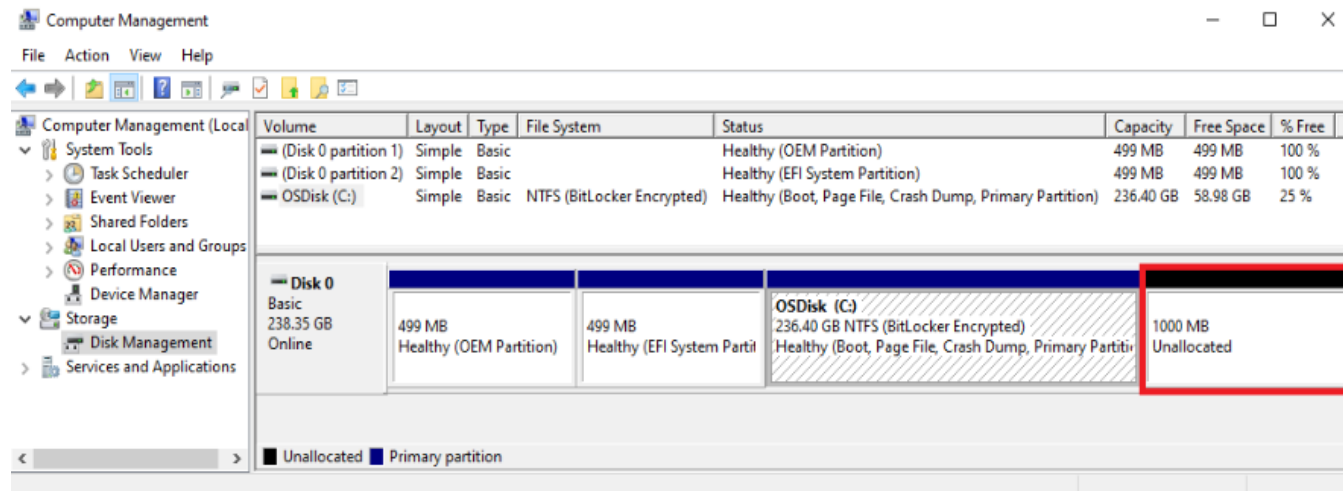 Computer Management
File Action View Help
Computer Management (Local
System Tools
Task Scheduler
Event Viewer
Shared Folders
Local Users and Groups
Performance
Device Manager
Storage
Disk Management
Services and Applications
Volume Layout Type File System Status Capacity Free Space % Free
(Disk 0 partition 1) Simple Basic Healthy (OEM Partition) 499 MB 499 MB 100 %
(Disk 0 partition 2) Simple Basic Healthy (EFI System Partition) 499 MB 499 MB 100 %
OSDisk (C:) Simple Basic NTFS (BitLocker Encrypted) Healthy (Boot, Page File, Crash Dump, Primary Partition) 236.40 GB 58.98 GB 25 %
Disk 0
Basic
238.35 GB
Online
499 MB
Healthy (OEM Partition)
499 MB
Healthy (EFI System Partit
OSDisk (C:)
236.40 GB NTFS (BitLocker Encrypted)
Healthy (Boot, Page File, Crash Dump, Primary Partiti
1000 MB
Unallocated
Unallocated Primary partition